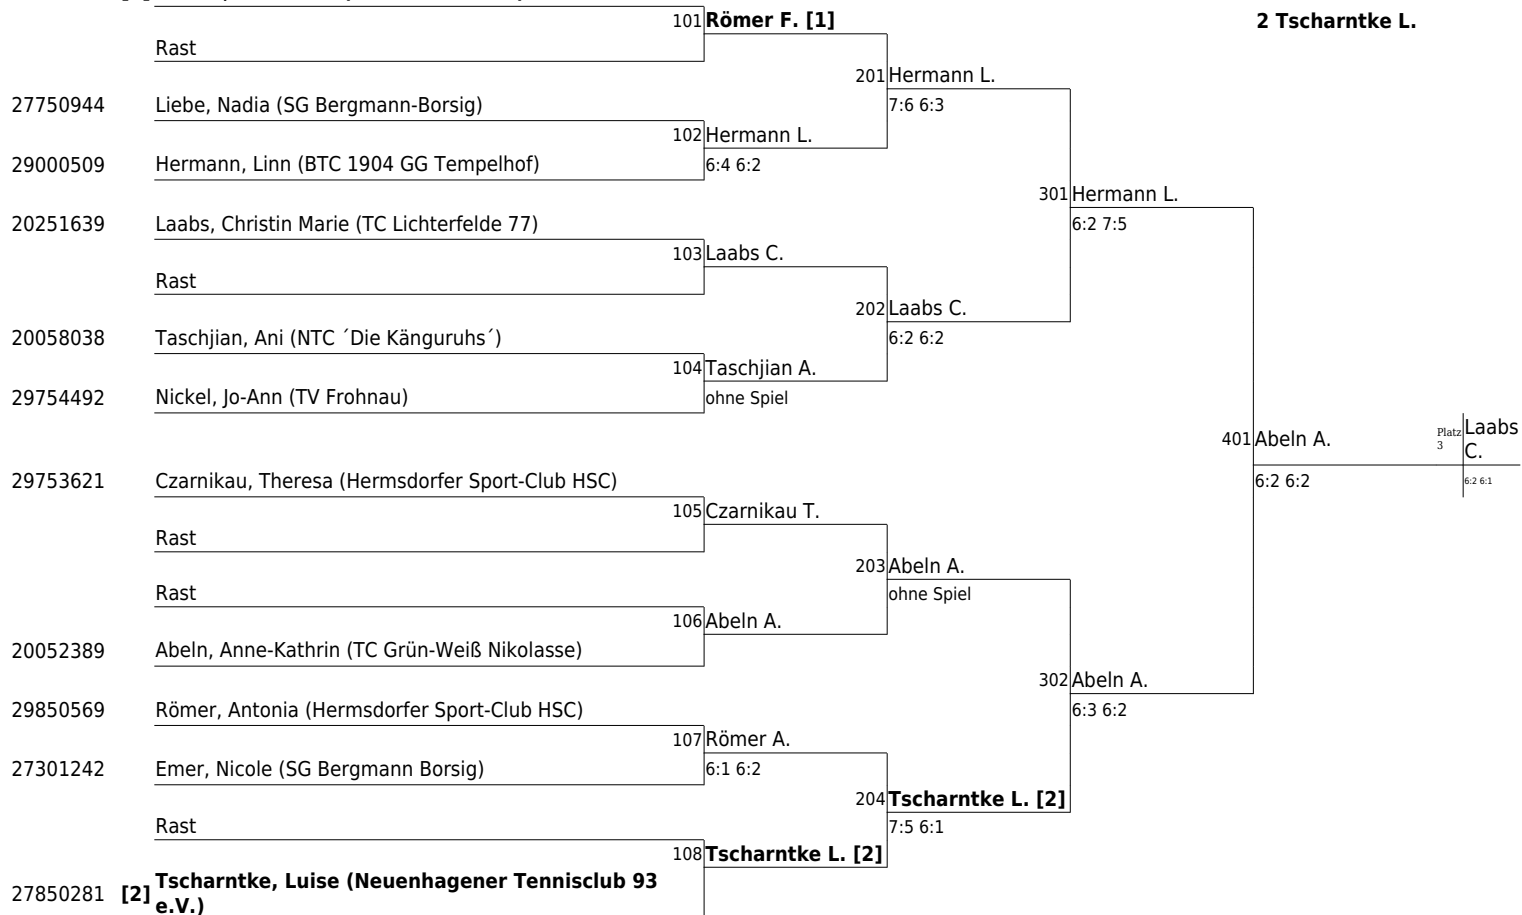 101 Römer F. [1]
2 Tscharntke L.
Rast
201 Hermann L.
27750944 Liebe, Nadia (SG Bergmann-Borsig)
7:6 6:3
102 Hermann L.
29000509 Hermann, Linn (BTC 1904 GG Tempelhof)
6:4 6:2
301 Hermann L.
20251639 Laabs, Christin Marie (TC Lichterfelde 77)
6:2 7:5
103 Laabs C.
Rast
202 Laabs C.
20058038 Taschjian, Ani (NTC ´Die Känguruhs´)
6:2 6:2
104 Taschjian A.
29754492 Nickel, Jo-Ann (TV Frohnau)
ohne Spiel
401 Abeln A.
Platz 3
Laabs C.
29753621 Czarnikau, Theresa (Hermsdorfer Sport-Club HSC)
6:2 6:2
6:2 6:1
105 Czarnikau T.
Rast
203 Abeln A.
Rast
ohne Spiel
106 Abeln A.
20052389 Abeln, Anne-Kathrin (TC Grün-Weiß Nikolasse)
302 Abeln A.
29850569 Römer, Antonia (Hermsdorfer Sport-Club HSC)
6:3 6:2
107 Römer A.
27301242 Emer, Nicole (SG Bergmann Borsig)
6:1 6:2
204 Tscharntke L. [2]
Rast
7:5 6:1
108 Tscharntke L. [2]
27850281 [2] Tscharntke, Luise (Neuenhagener Tennisclub 93
e.V.)